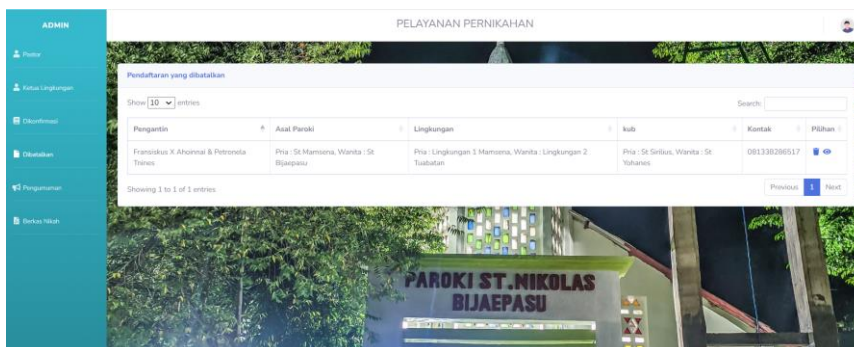 ADMIN
PELAYANAN PERNIKAHAN
Pastor
Ketua Lingkungan
Dikonfirmasi
Dibatalkan
Pengumuman
Berkas Nikah
Pendaftaran yang dibatalkan
Show 10 entries
Search:
Pengantin Asal Paroki Lingkungan kub Kontak Pilihan
Fransiskus X Ahoinnai & Petronela Pria : St.Mamsena, Wanita : St Pria : Lingkungan 1 Mamsena, Wanita : Lingkungan 2 Pria : St Sirilius, Wanita : St 081338286517
Tnines Bijaepasu Tuabatan Yohanes
Showing 1 to 1 of 1 entries
Previous 1 Next
PAROKI ST.NIKOLAS
BIJAEPASU